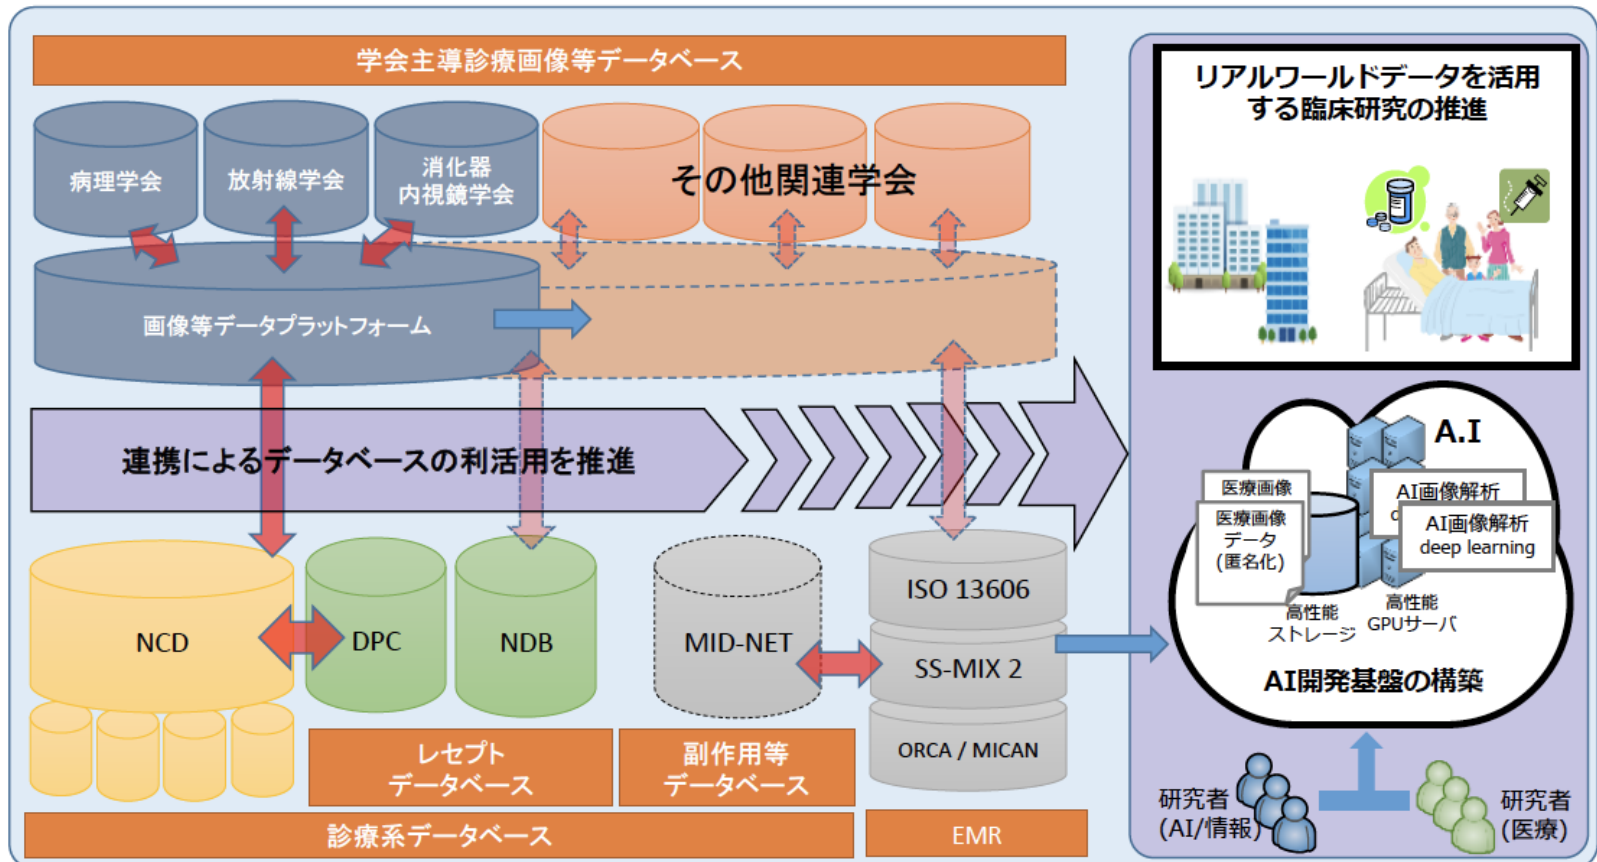 学会主導診療画像等データベース
病理学会
放射線学会
消化器
内視鏡学会
その他関連学会
画像等データプラットフォーム
連携によるデータベースの利活用を推進
NCD
DPC
NDB
MID-NET
ISO 13606
SS-MIX 2
ORCA / MICAN
レセプト
データベース
副作用等
データベース
診療系データベース
EMR
リアルワールドデータを活用
する臨床研究の推進
A.I
医療画像
医療画像
データ
(匿名化)
AI画像解析
d
AI画像解析
deep learning
高性能
ストレージ
高性能
GPUサーバ
AI開発基盤の構築
研究者
(AI/情報)
研究者
(医療)